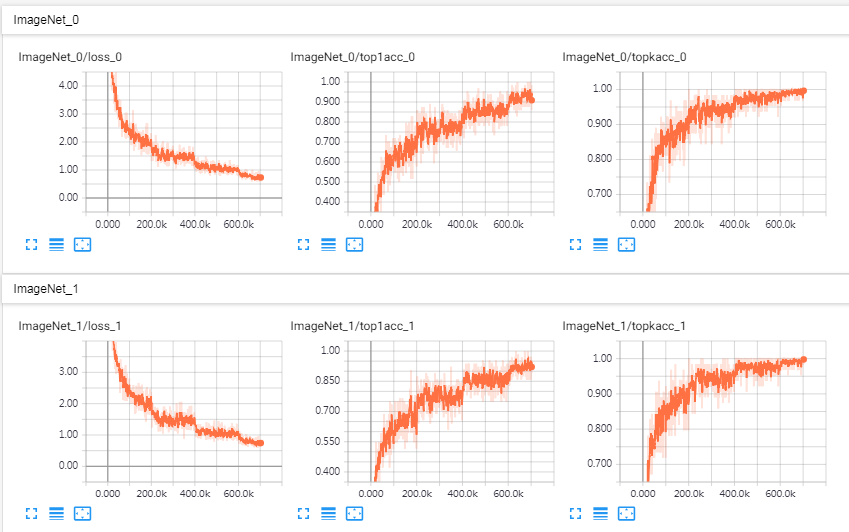 ImageNet_0
ImageNet_0/loss_0 ImageNet_0/top1acc_0 ImageNet_0/topkacc_0
4.00
3.00
2.00
1.00
0.00
0.000 200.0k 400.0k 600.0k
1.00
0.900
0.800
0.700
0.600
0.500
0.400
0.000 200.0k 400.0k 600.0k
1.00
0.900
0.800
0.700
0.000 200.0k 400.0k 600.0k
ImageNet_1
ImageNet_1/loss_1 ImageNet_1/top1acc_1 ImageNet_1/topkacc_1
3.00
2.00
1.00
0.00
0.000 200.0k 400.0k 600.0k
1.00
0.850
0.700
0.550
0.400
0.000 200.0k 400.0k 600.0k
1.00
0.900
0.800
0.700
0.000 200.0k 400.0k 600.0k